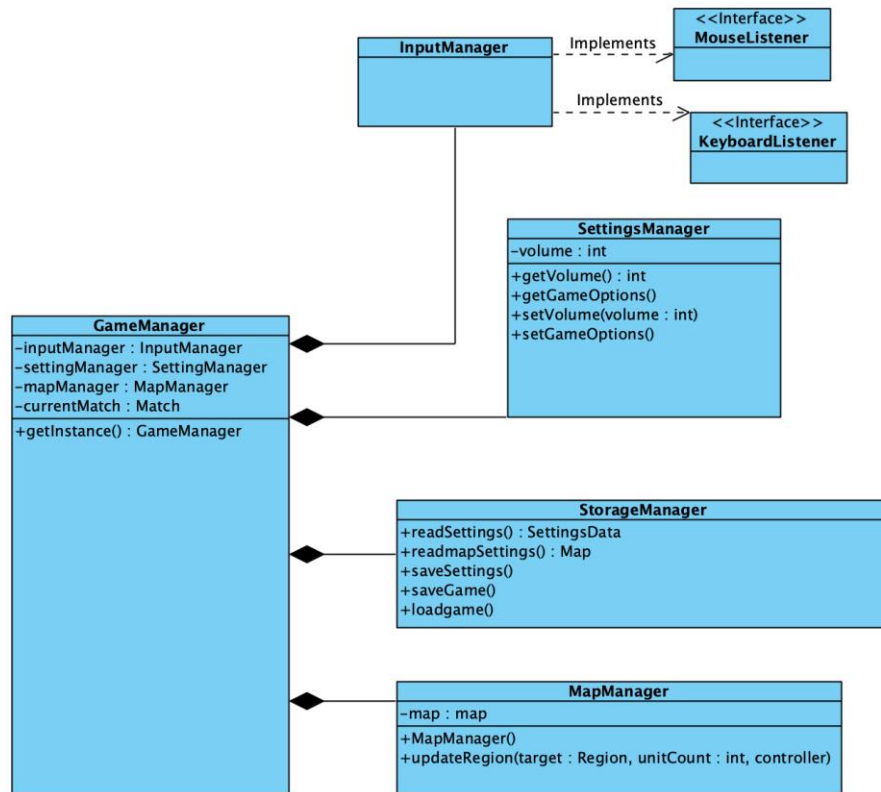 InputManager
Implements
<<Interface>>
MouseListener
Implements
<<Interface>>
KeyboardListener
SettingsManager
-volume : int
+getVolume() : int
+getGameOptions()
+setVolume(volume : int)
+setGameOptions()
GameManager
-inputManager : InputManager
-settingManager : SettingManager
-mapManager : MapManager
-currentMatch : Match
+getInstance() : GameManager
StorageManager
+readSettings() : SettingsData
+readmapSettings() : Map
+saveSettings()
+saveGame()
+loadgame()
MapManager
-map : map
+MapManager()
+updateRegion(target : Region, unitCount : int, controller)